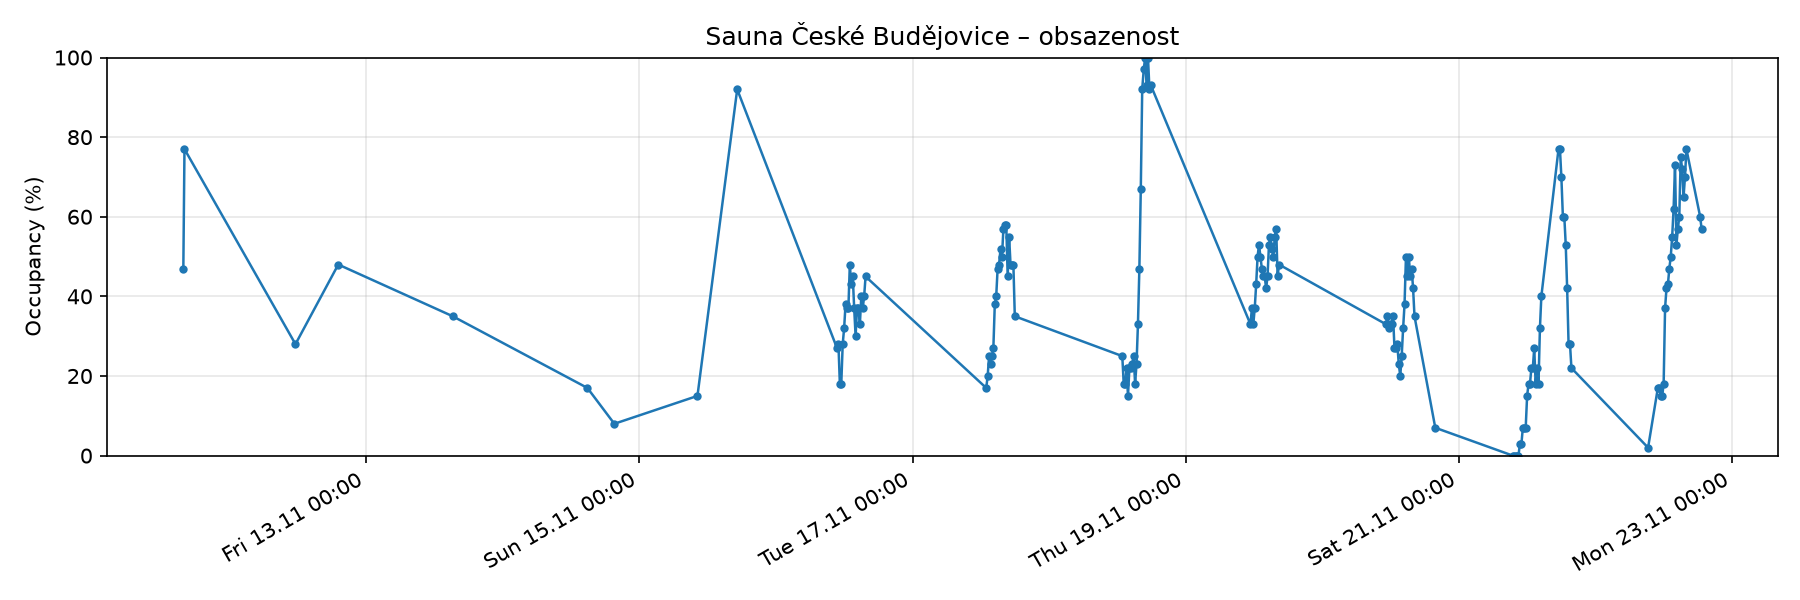 Sauna České Budějovice – obsazenost
Occupancy (%)
100
80
60
40
20
0
Fri 13.11 00:00
Sun 15.11 00:00
Tue 17.11 00:00
Thu 19.11 00:00
Sat 21.11 00:00
Mon 23.11 00:00